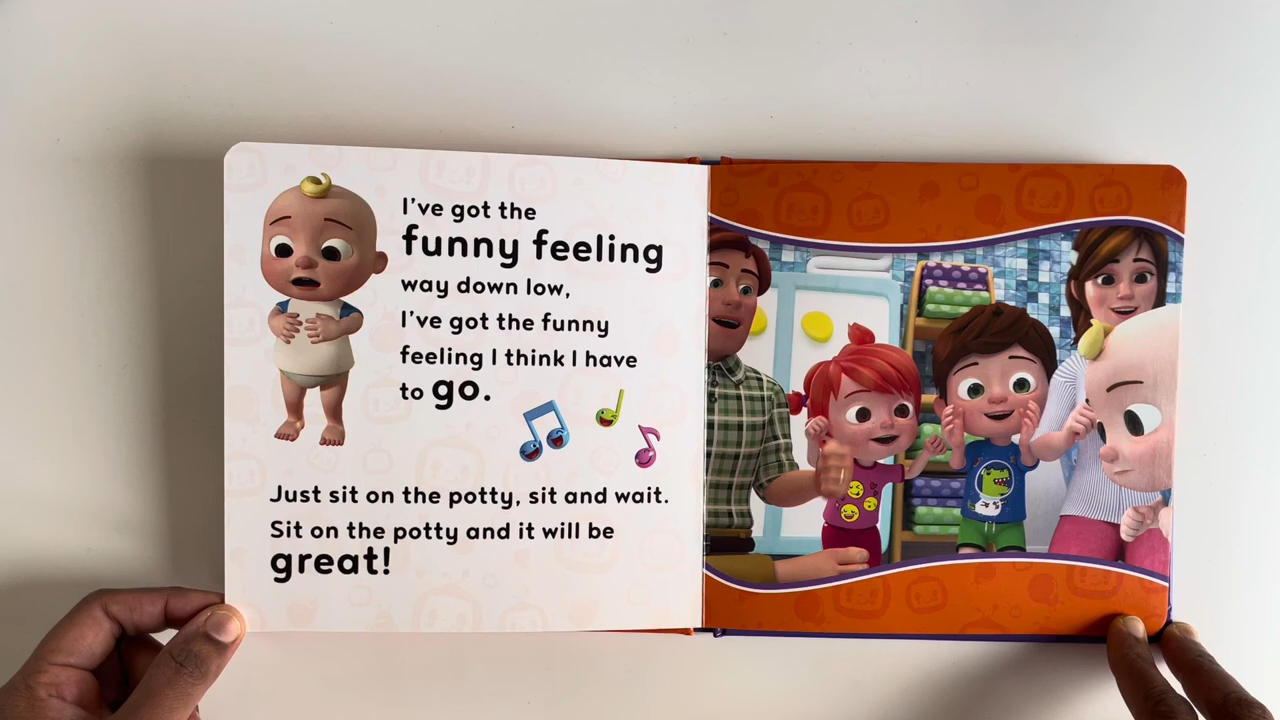 I've got the
funny feeling
way down low,
I've got the funny
feeling I think I have
to go.
Just sit on the potty, sit and wait.
Sit on the potty and it will be
great!